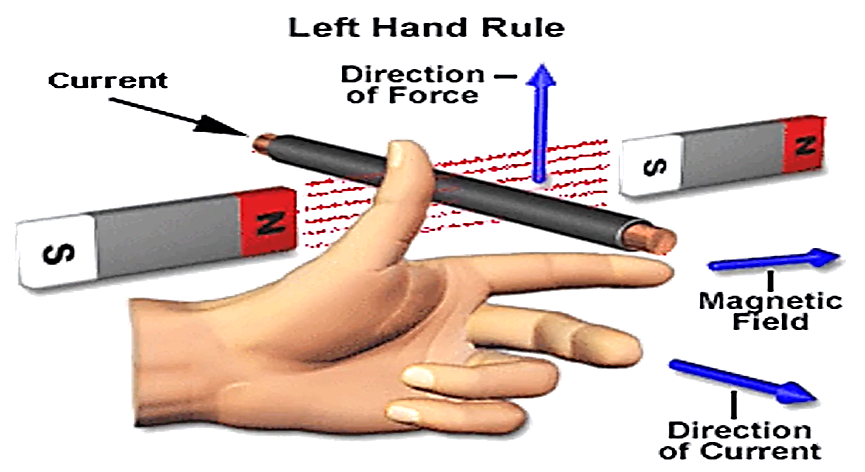 Left Hand Rule
Current
Direction
of Force
S
N
S
N
Magnetic
Field
Direction
of Current